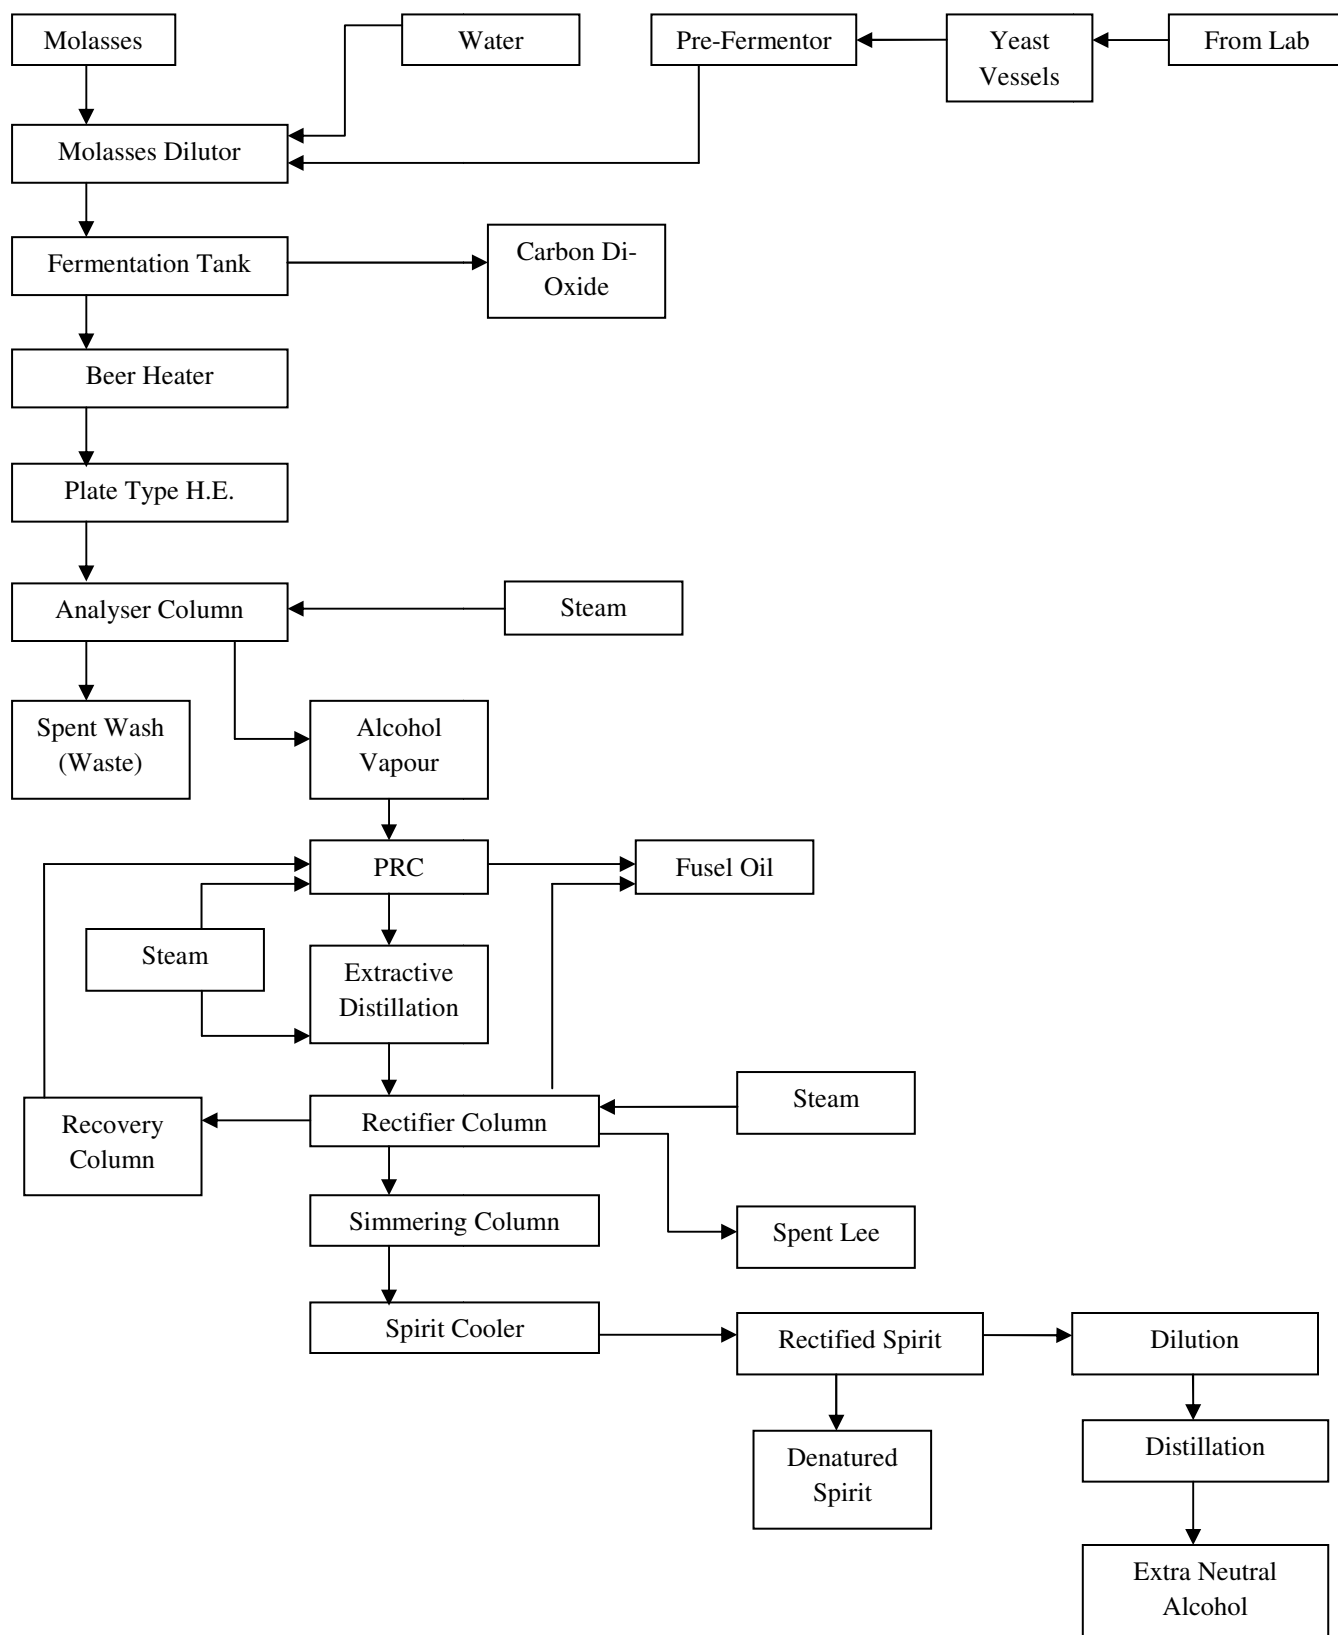 Molasses
Water
Pre-Fermentor
Yeast
Vessels
From Lab
Molasses Dilutor
Fermentation Tank
Carbon Di-
Oxide
Beer Heater
Plate Type H.E.
Analyser Column
Steam
Spent Wash
(Waste)
Alcohol
Vapour
PRC
Fusel Oil
Steam
Extractive
Distillation
Recovery
Column
Rectifier Column
Steam
Simmering Column
Spent Lee
Spirit Cooler
Rectified Spirit
Dilution
Denatured
Spirit
Distillation
Extra Neutral
Alcohol